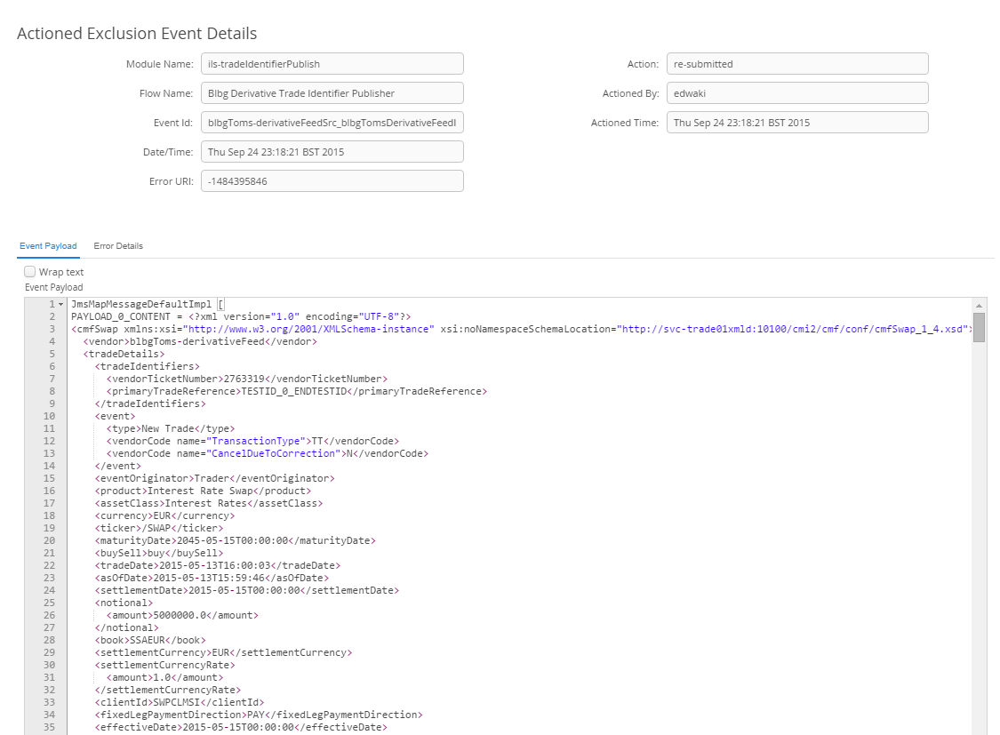 Actioned Exclusion Event Details
Module Name: ils-tradeIdentifierPublish
Action: re-submitted
Flow Name: Blbg Derivative Trade Identifier Publisher
Actioned By: edwaki
Event Id: blbgToms-derivativeFeedSrc_blbgTomsDerivativeFeedI
Actioned Time: Thu Sep 24 23:18:21 BST 2015
Date/Time: Thu Sep 24 23:18:21 BST 2015
Error URI: -1484395846
Event Payload Error Details
Wrap text
Event Payload
1 JmsMapMessageDefaultImpl [
2 PAYLOAD_0_CONTENT = <?xml version="1.0" encoding="UTF-8"?>
3 <cmfSwap xmlns:xsi="http://www.w3.org/2001/XMLSchema-instance" xsi:noNamespaceSchemaLocation="http://svc-trade01xmld:10100/cmi2/cmf/conf/cmfSwap_1_4.xsd">
4 <vendor>blbgToms-derivativeFeed</vendor>
5 <tradeDetails>
6 <tradeIdentifiers>
7 <vendorTicketNumber>2763319</vendorTicketNumber>
8 <primaryTradeReference>TESTID_0_ENDTESTID</primaryTradeReference>
9 </tradeIdentifiers>
10 <event>
11 <type>New Trade</type>
12 <vendorCode name="TransactionType">TT</vendorCode>
13 <vendorCode name="CancelDueToCorrection">N</vendorCode>
14 </event>
15 <eventOriginator>Trader</eventOriginator>
16 <product>Interest Rate Swap</product>
17 <assetClass>Interest Rates</assetClass>
18 <currency>EUR</currency>
19 <ticker>/SWAP</ticker>
20 <maturityDate>2045-05-15T00:00:00</maturityDate>
21 <buySell>buy</buySell>
22 <tradeDate>2015-05-13T16:00:03</tradeDate>
23 <asOfDate>2015-05-13T15:59:46</asOfDate>
24 <settlementDate>2015-05-15T00:00:00</settlementDate>
25 <notional>
26 <amount>5000000.0</amount>
27 </notional>
28 <book>SSAEUR</book>
29 <settlementCurrency>EUR</settlementCurrency>
30 <settlementCurrencyRate>
31 <amount>1.0</amount>
32 </settlementCurrencyRate>
33 <clientId>SWPCLMSI</clientId>
34 <fixedLegPaymentDirection>PAY</fixedLegPaymentDirection>
35 <effectiveDate>2015-05-15T00:00:00</effectiveDate>